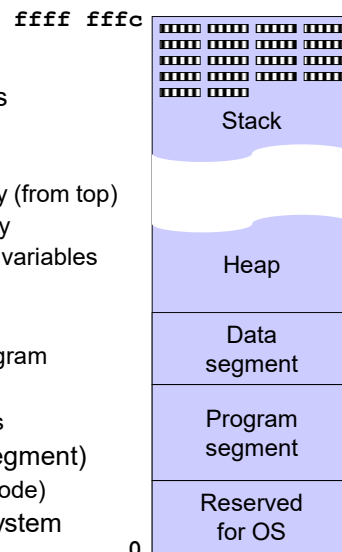 ffff fffc
s
Stack
y (from top)
y
variables
Heap
Data
segment
gram
Program
segment
s
egment)
ode)
Reserved
for OS
ystem
0